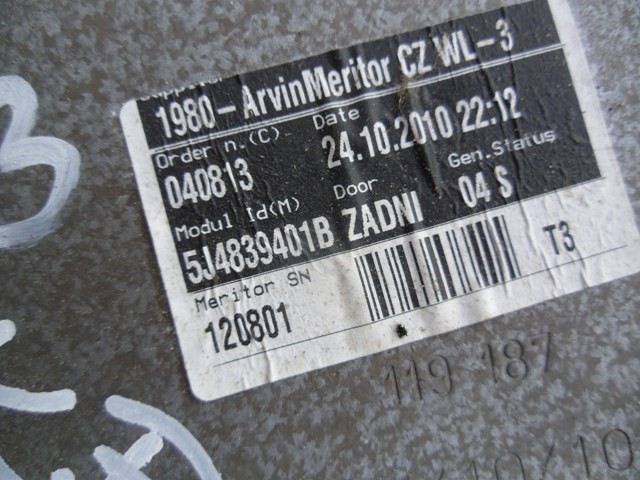 1980-ArvinMeritor CZ WL-3
Order n.(C) Date
040813 24.10.2010 22:12
Modul Id(M) Door Gen.Status
5J4839401B ZADNI 04 S
Meritor SN
120801 T3
119 187